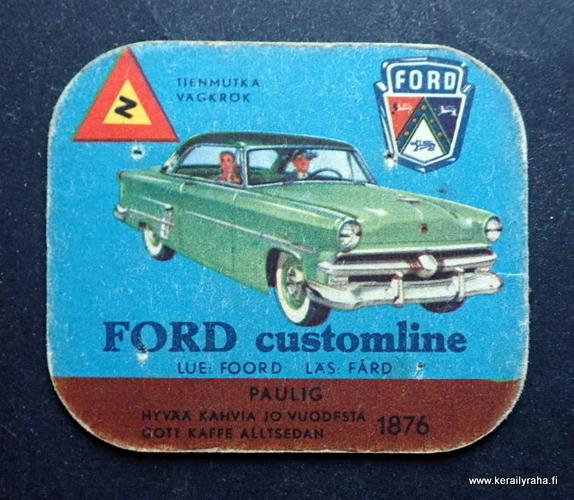 TIENMUTKA
VÄGKRÖK
FORD
FORD customline
LUE: FOORD LÄS: FÅRD
PAULIG
HYVÄÄ KAHVIA JO VUODESTA
GOTT KAFFE ALLTSEDAN
1876
www.kerailyraha.fi